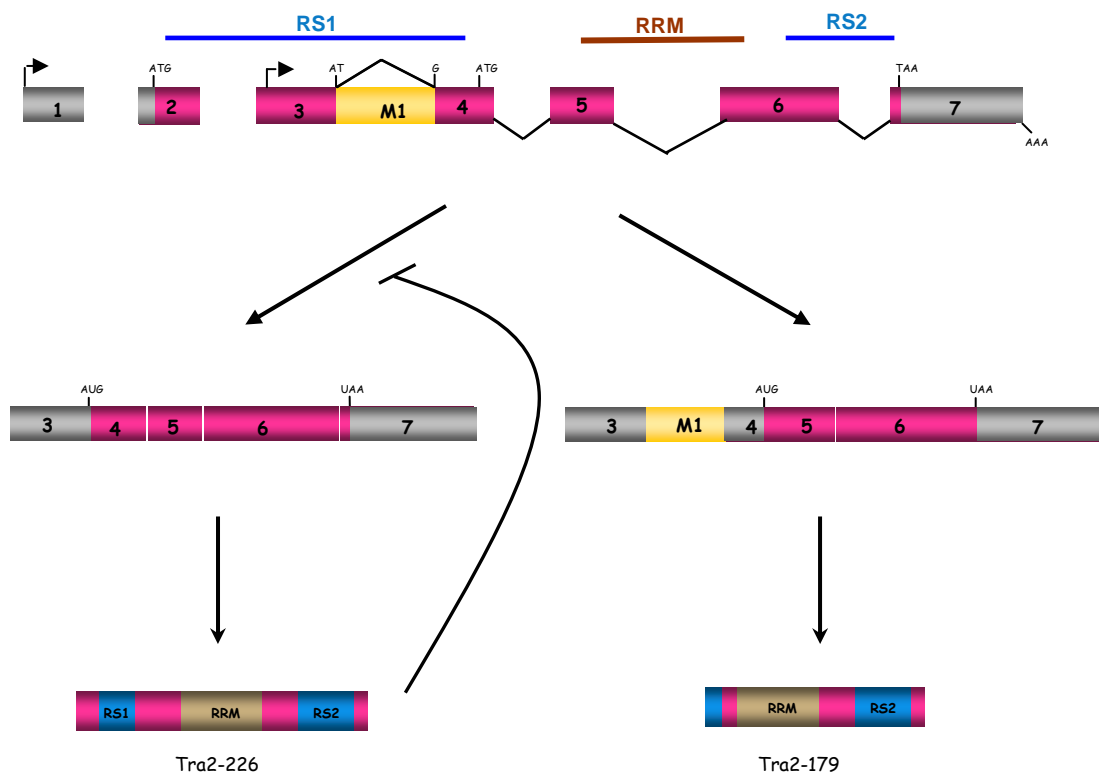 RS1 RRM RS2
ATG AT G ATG TAA
1 2 3 M1 4 5 6 7
AAA
AUG UAA AUG UAA
3 4 5 6 7 3 M1 4 5 6 7
RS1 RRM RS2 RRM RS2
Tra2-226 Tra2-179